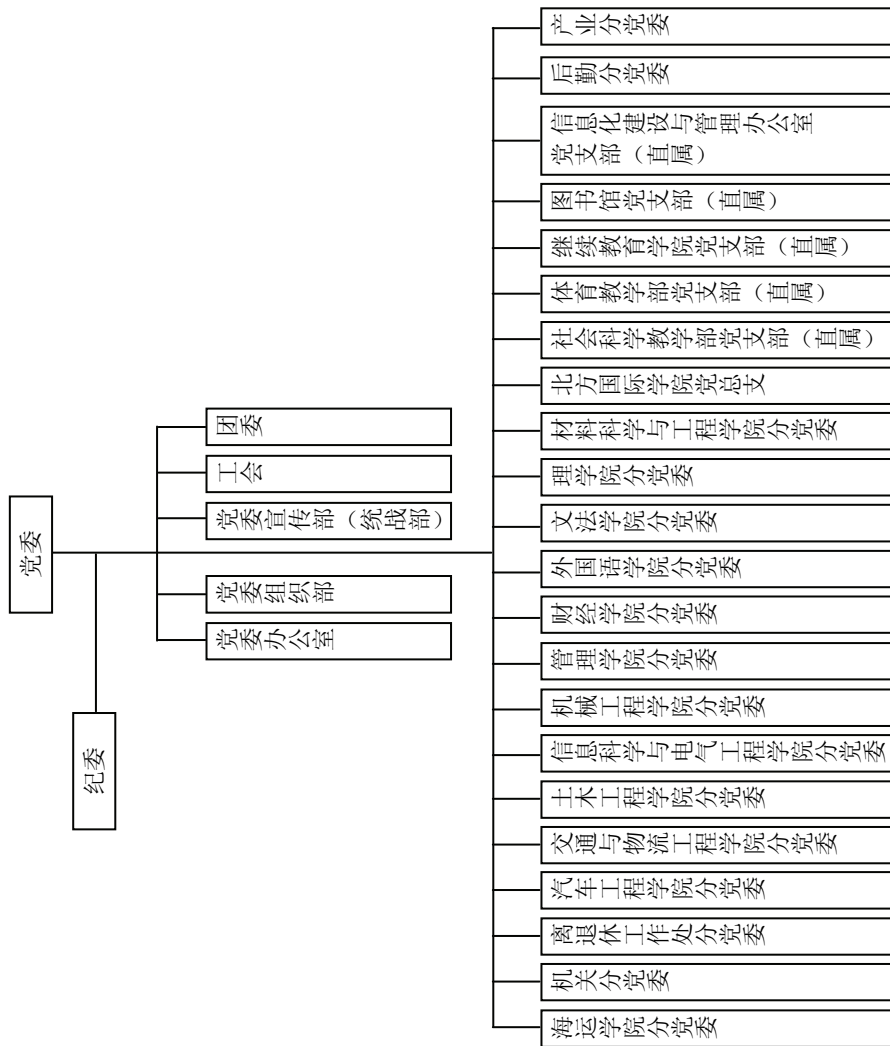 党委
纪委
党委办公室
党委组织部
党委宣传部（统战部）
工会
团委
海运学院分党委
机关分党委
离退休工作处分党委
汽车工程学院分党委
交通与物流工程学院分党委
土木工程学院分党委
信息科学与电气工程学院分党委
机械工程学院分党委
管理学院分党委
财经学院分党委
外国语学院分党委
文法学院分党委
理学院分党委
材料科学与工程学院分党委
北方国际学院党总支
社会科学教学部党支部（直属）
体育教学部党支部（直属）
继续教育学院党支部（直属）
图书馆党支部（直属）
信息化建设与管理办公室
党支部（直属）
后勤分党委
产业分党委